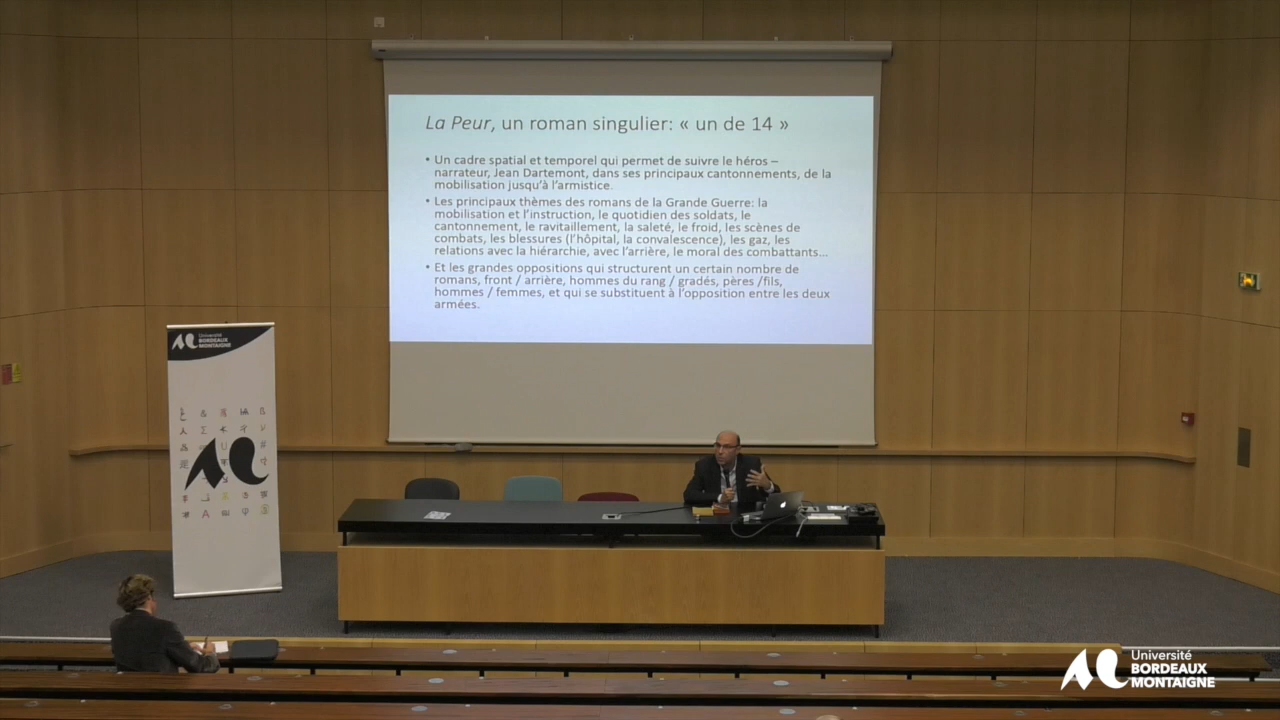 La Peur, un roman singulier: « un de 14 »
• Un cadre spatial et temporel qui permet de suivre le héros –
narrateur, Jean Dartemont, dans ses principaux cantonnements, de la
mobilisation jusqu'à l'armistice.
• Les principaux thèmes des romans de la Grande Guerre: la
mobilisation et l'instruction, le quotidien des soldats, le
cantonnement, le ravitaillement, la saleté, le froid, les scènes de
combats, les blessures (l'hôpital, la convalescence), les gaz, les
relations avec la hiérarchie, avec l'arrière, le moral des combattants...
• Et les grandes oppositions qui structurent un certain nombre de
romans, front / arrière, hommes du rang / gradés, pères /fils,
hommes / femmes, et qui se substituent à l'opposition entre les deux
armées.
Université
BORDEAUX
MONTAIGNE
Université
BORDEAUX
MONTAIGNE